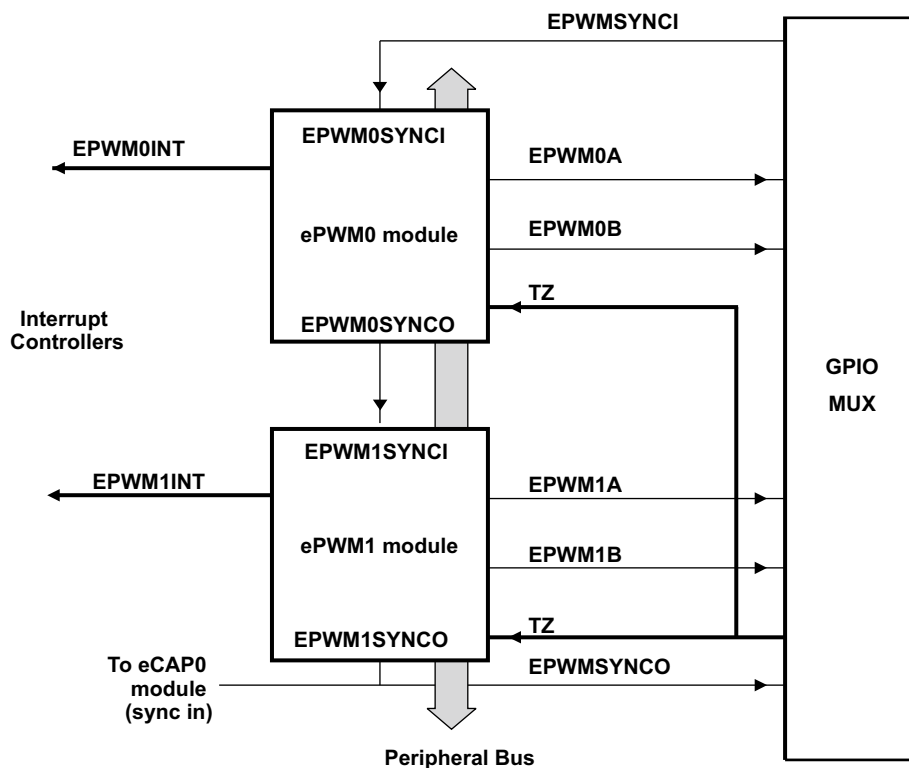 EPWMSYNCI
EPWM0SYNCI
EPWM0INT
EPWM0A
ePWM0 module
EPWM0B
TZ
EPWM0SYNCO
Interrupt
Controllers
GPIO
MUX
EPWM1SYNCI
EPWM1INT
EPWM1A
ePWM1 module
EPWM1B
TZ
EPWM1SYNCO
To eCAP0
module
(sync in)
EPWMSYNCO
Peripheral Bus